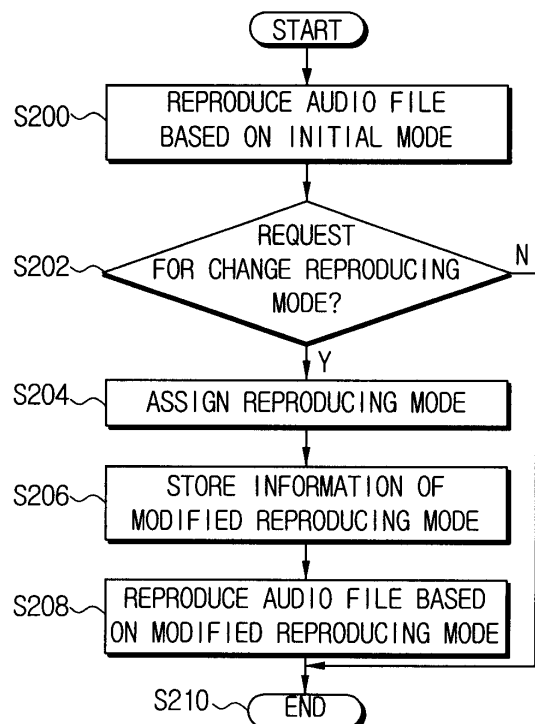 START
S200
REPRODUCE AUDIO FILE
BASED ON INITIAL MODE
S202
REQUEST
FOR CHANGE REPRODUCING
MODE?
N
Y
S204
ASSIGN REPRODUCING MODE
S206
STORE INFORMATION OF
MODIFIED REPRODUCING MODE
S208
REPRODUCE AUDIO FILE BASED
ON MODIFIED REPRODUCING MODE
S210
END